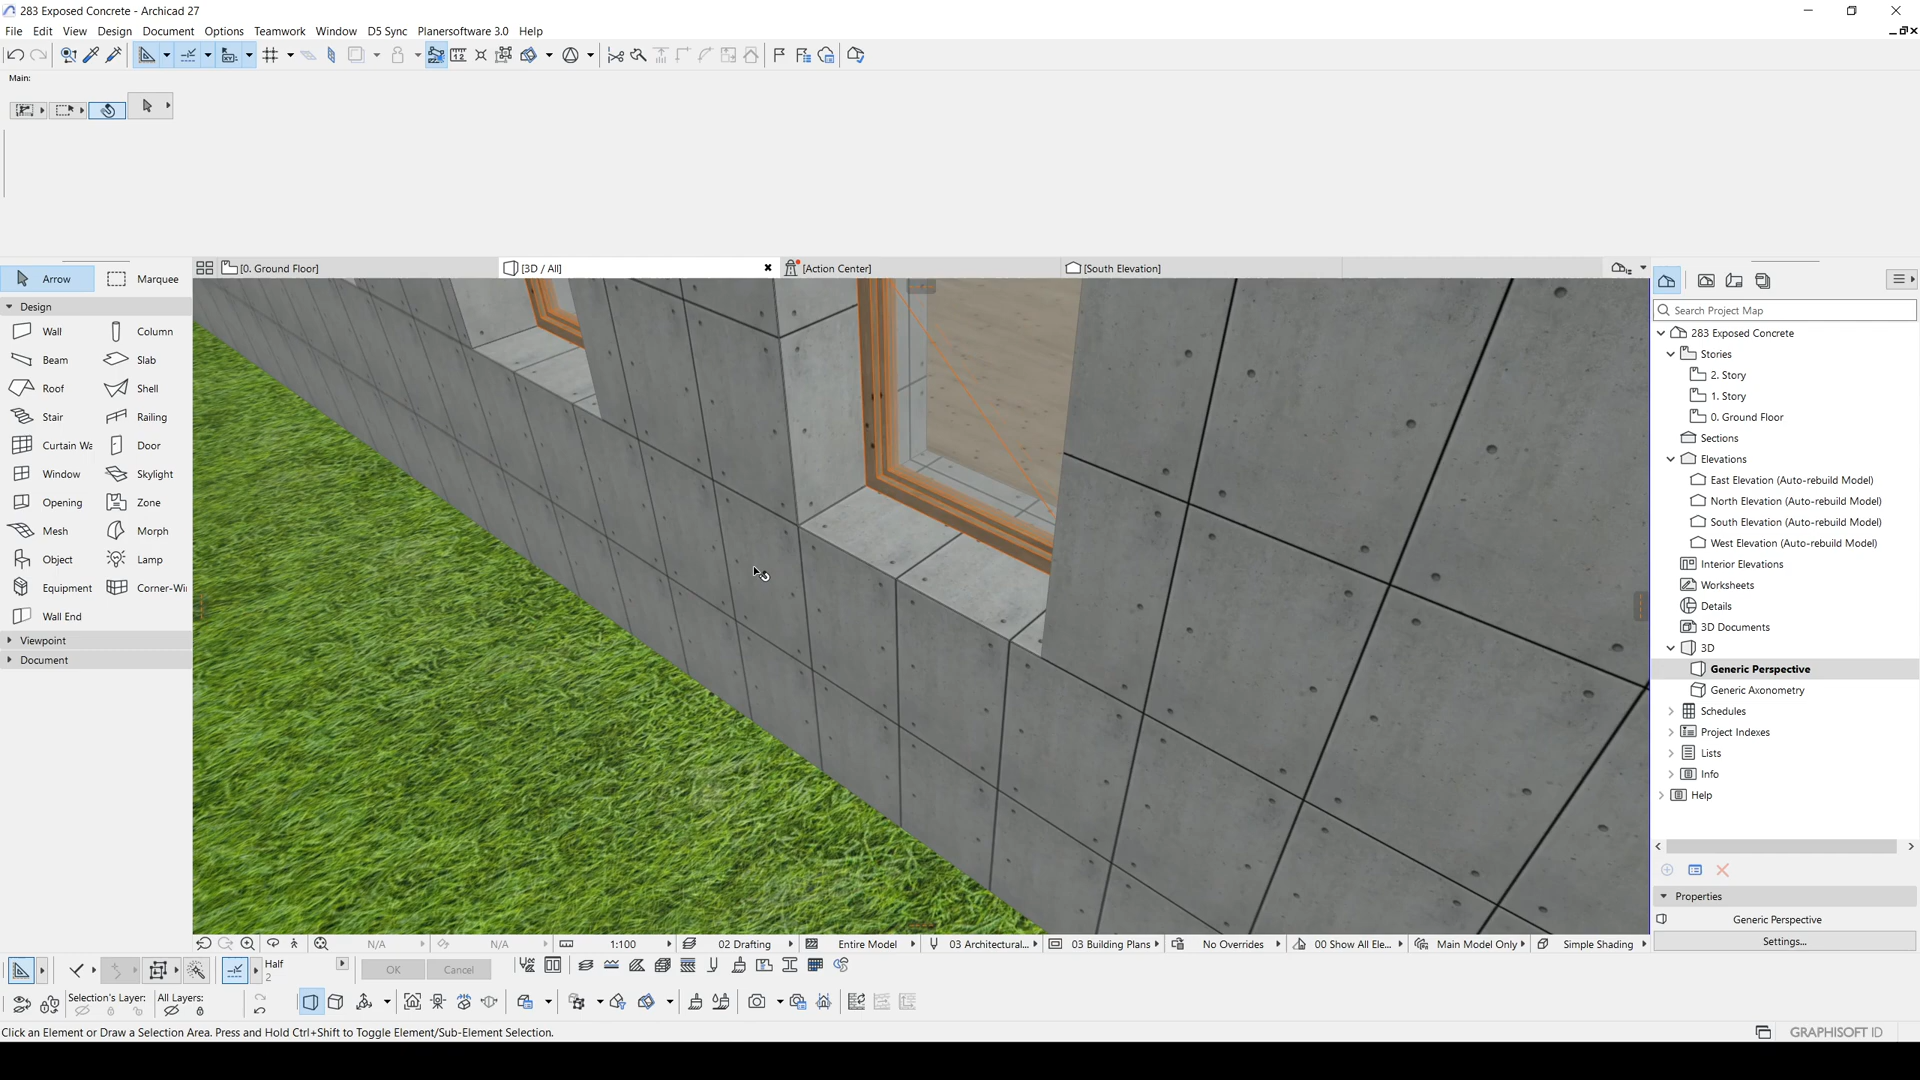 283 Exposed Concrete - Archicad 27
File Edit View Design Document Options Teamwork Window D5 Sync Planersoftware 3.0 Help
Main:
[0. Ground Floor]
[3D / All]
[Action Center]
[South Elevation]
Arrow
Marquee
Design
Wall
Column
Beam
Slab
Roof
Shell
Stair
Railing
Curtain Wa
Door
Window
Skylight
Opening
Zone
Mesh
Morph
Object
Lamp
Equipment
Corner-Wi
Wall End
Viewpoint
Document
Search Project Map
283 Exposed Concrete
Stories
2. Story
1. Story
0. Ground Floor
Sections
Elevations
East Elevation (Auto-rebuild Model)
North Elevation (Auto-rebuild Model)
South Elevation (Auto-rebuild Model)
West Elevation (Auto-rebuild Model)
Interior Elevations
Worksheets
Details
3D Documents
3D
Generic Perspective
Generic Axonometry
Schedules
Project Indexes
Lists
Info
Help
Properties
Generic Perspective
Settings...
N/A
N/A
1:100
02 Drafting
Entire Model
03 Architectural...
03 Building Plans
No Overrides
00 Show All Ele...
Main Model Only
Simple Shading
Half
2
OK
Cancel
Selection's Layer:
All Layers:
Click an Element or Draw a Selection Area. Press and Hold Ctrl+Shift to Toggle Element/Sub-Element Selection.
GRAPHISOFT ID